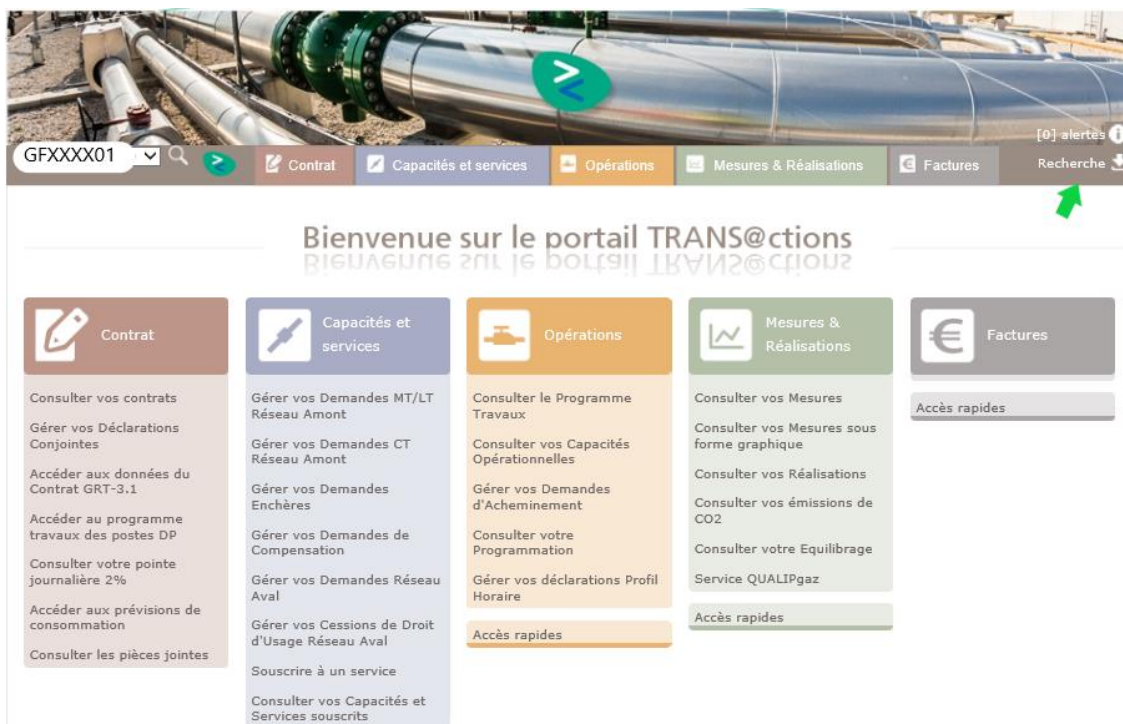 [0] alertes
GFXXXX01
Contrat
Capacités et services
Opérations
Mesures & Réalisations
Factures
Recherche
Bienvenue sur le portail TRANS@ctions
Contrat
Consulter vos contrats
Gérer vos Déclarations
Conjointes
Accéder aux données du
Contrat GRT-3.1
Accéder au programme
travaux des postes DP
Consulter votre pointe
journalière 2%
Accéder aux prévisions de
consommation
Consulter les pièces jointes
Capacités et
services
Gérer vos Demandes MT/LT
Réseau Amont
Gérer vos Demandes CT
Réseau Amont
Gérer vos Demandes
Enchères
Gérer vos Demandes de
Compensation
Gérer vos Demandes Réseau
Aval
Gérer vos Cessions de Droit
d'Usage Réseau Aval
Souscrire à un service
Consulter vos Capacités et
Services souscrits
Opérations
Consulter le Programme
Travaux
Consulter vos Capacités
Opérationnelles
Gérer vos Demandes
d'Acheminement
Consulter votre
Programmation
Gérer vos déclarations Profil
Horaire
Accès rapides
Mesures &
Réalisations
Consulter vos Mesures
Consulter vos Mesures sous
forme graphique
Consulter vos Réalisations
Consulter vos émissions de
CO2
Consulter votre Equilibrage
Service QUALIPgaz
Accès rapides
Factures
Accès rapides